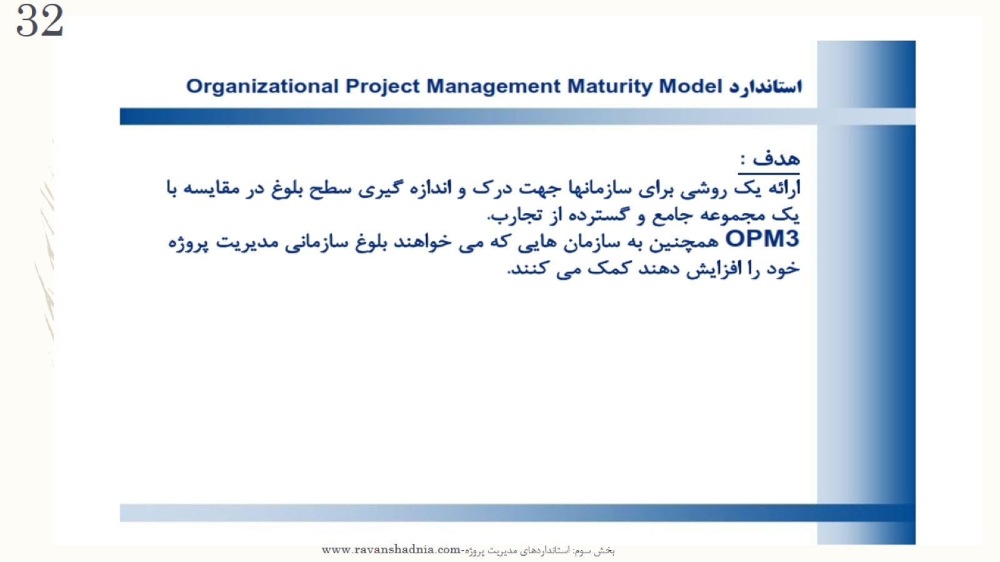 32
استاندارد Organizational Project Management Maturity Model
هدف :
ارائه یک روشی برای سازمانها جهت درک و اندازه گیری سطح بلوغ در مقایسه با
یک مجموعه جامع و گسترده از تجارب.
OPM3 همچنین به سازمان هایی که می خواهند بلوغ سازمانی مدیریت پروژه
خود را افزایش دهند کمک می کنند.
بخش سوم: استانداردهای مدیریت پروژه-www.ravanshadnia.com